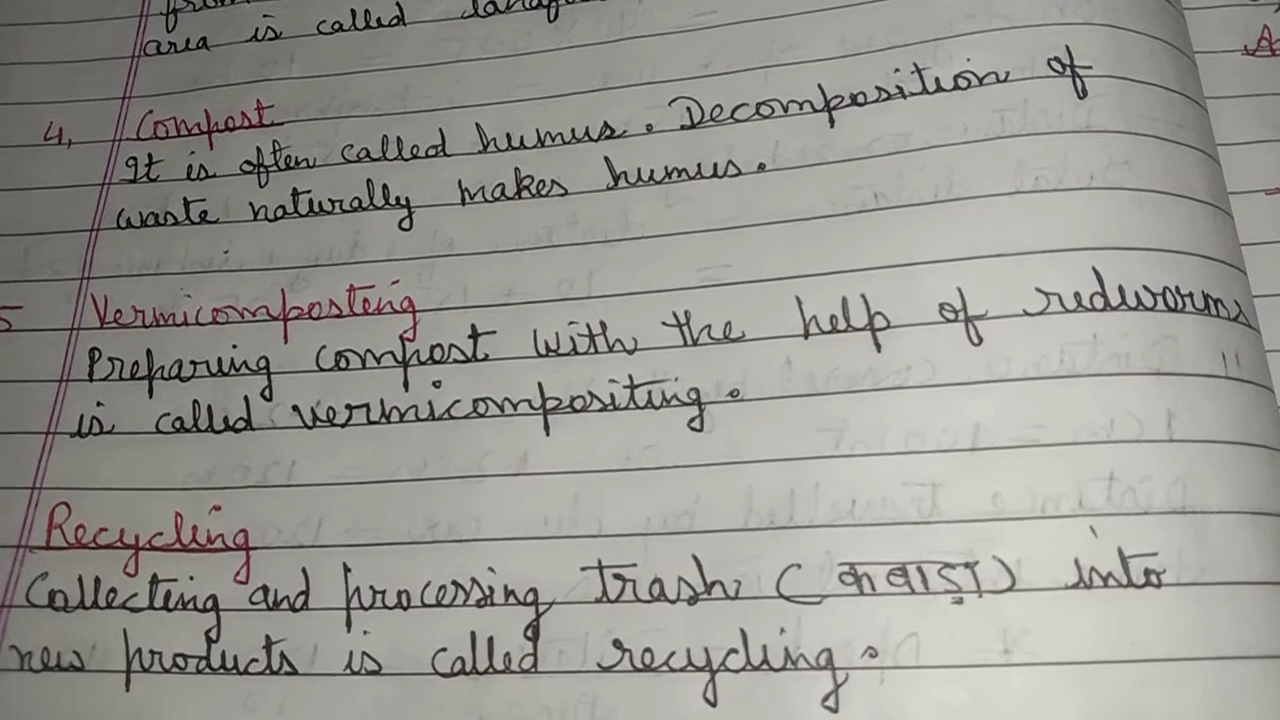 area is called
4, Compost
It is often called humus. Decomposition of
waste naturally makes humus.
5 Vermicomposting
Preparing compost with the help of redworms
is called vermicompositing.
Recycling
Collecting and processing trash (कबाड़ा) into
new products is called recycling.